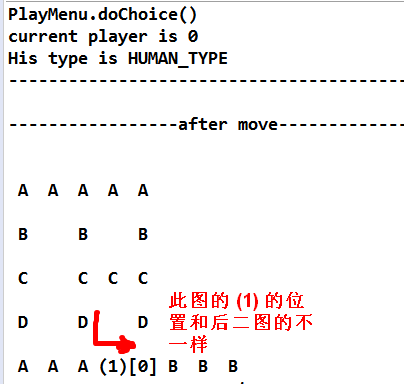 PlayMenu.doChoice()
current player is 0
His type is HUMAN_TYPE
----------------------------------------
-----------------after move-------------
A A A A A
B B B
C C C C
D D D
此图的 (1) 的位
置和后二图的不
一样
A A A (1)[0] B B B